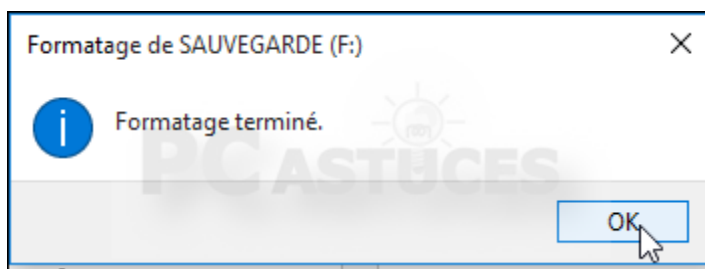 Formatage de SAUVEGARDE (F:)
Formatage terminé.
PC ASTUCES
OK